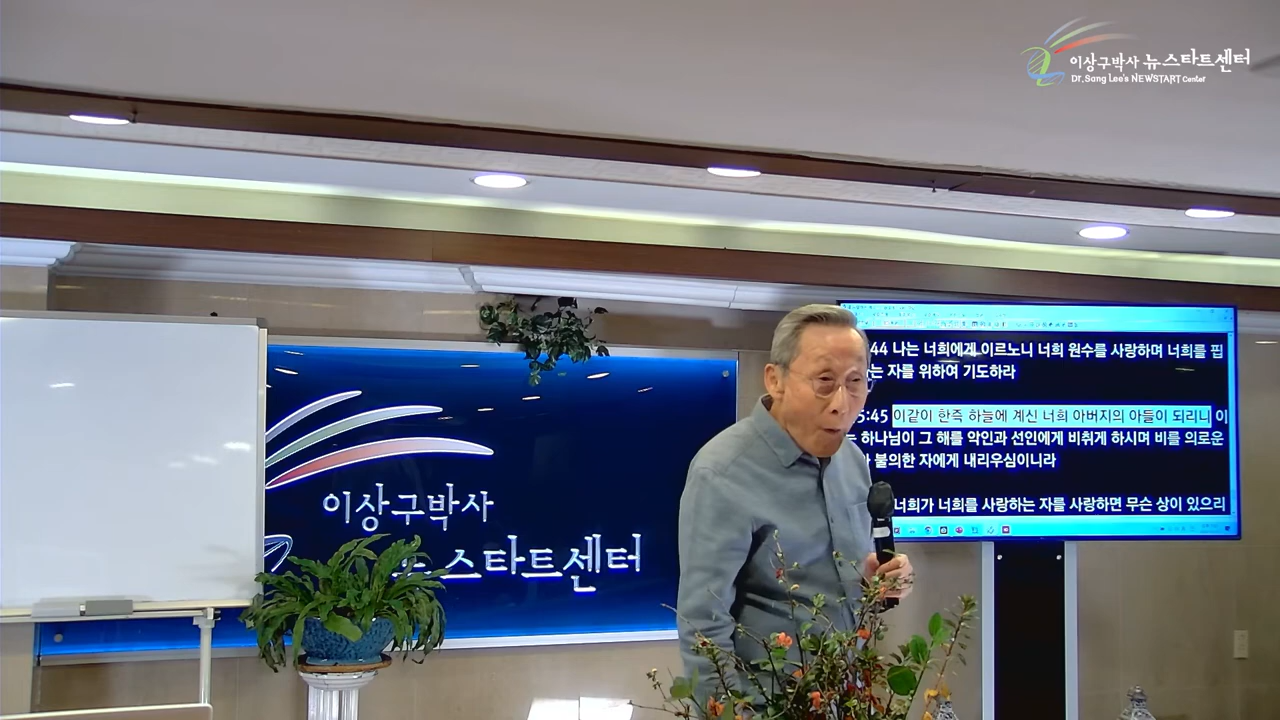 이상구박사 뉴스타트센터
Dr. Sang Lee's NEWSTART Center
44 나는 너희에게 이르노니 너희 원수를 사랑하며 너희를 핍
는 자를 위하여 기도하라
5:45 이같이 한즉 하늘에 계신 너희 아버지의 아들이 되리니 이
는 하나님이 그 해를 악인과 선인에게 비취게 하시며 비를 의로운
불의한 자에게 내리우심이니라
너희가 너희를 사랑하는 자를 사랑하면 무슨 상이 있으리
이상구박사
뉴스타트센터